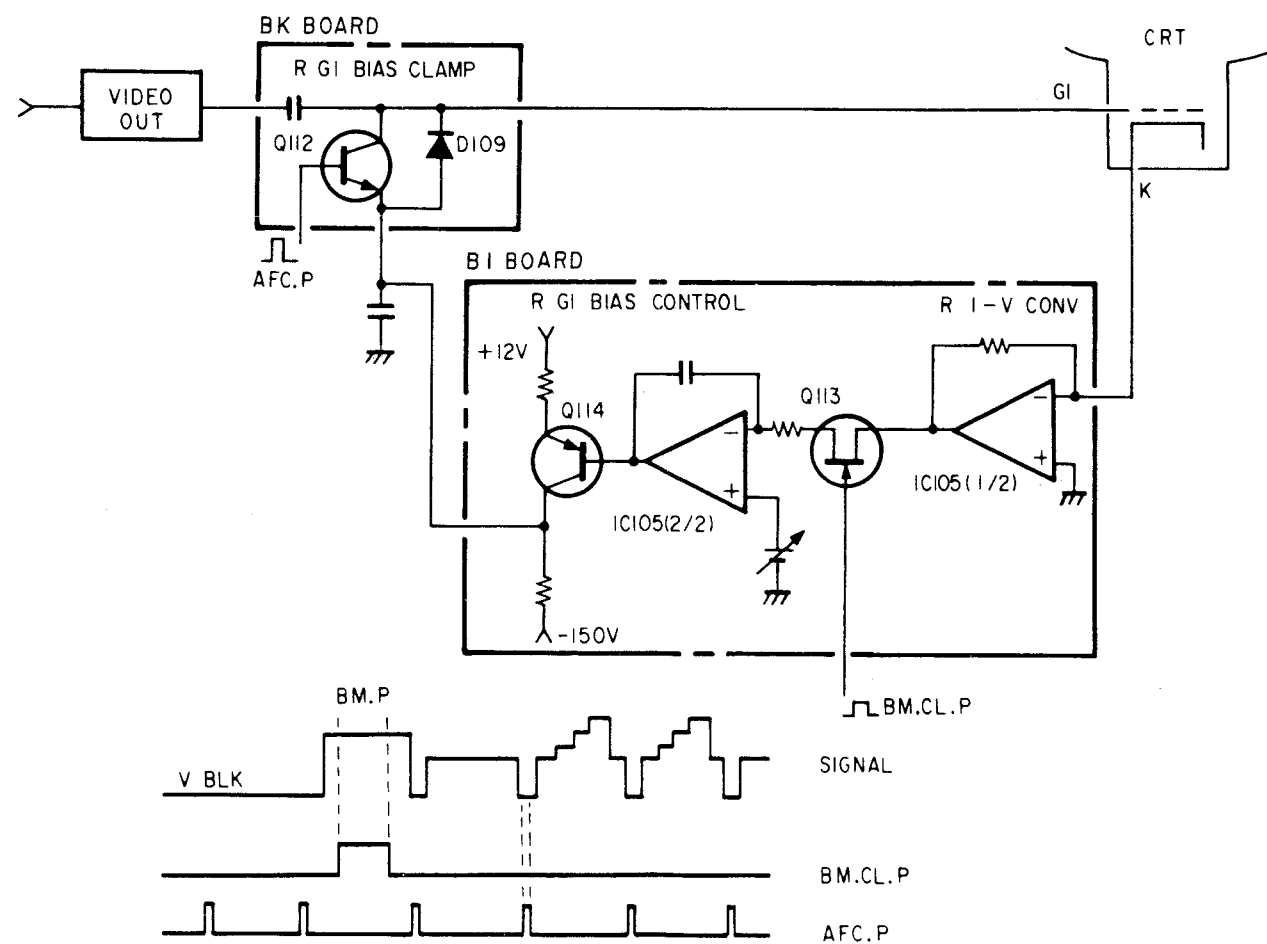 BK BOARD
R G1 BIAS CLAMP
VIDEO
OUT
Q112
D109
AFC.P
G1
CRT
K
B1 BOARD
R G1 BIAS CONTROL
R I-V CONV
+12V
Q114
Q113
-
+
IC105(2/2)
-
+
IC105(1/2)
-150V
BM.CL.P
BM.P
V BLK
SIGNAL
BM.CL.P
AFC.P